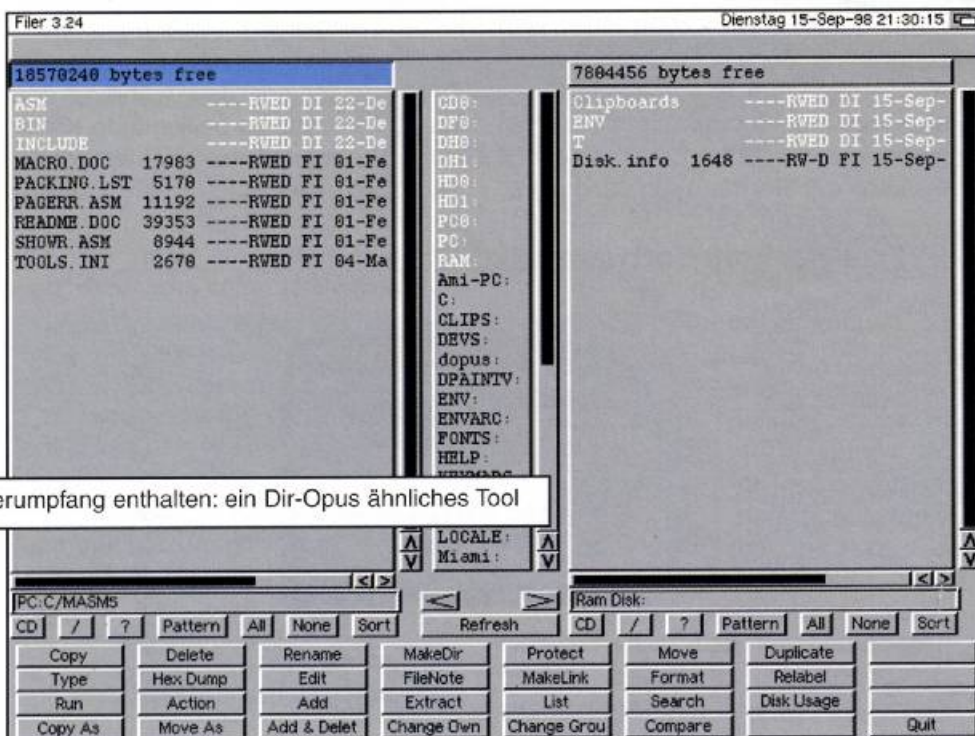 Filer 3.24 Dienstag 15-Sep-98 21:30:15
18570240 bytes free
ASM ----RWED DI 22-De
BIN ----RWED DI 22-De
INCLUDE ----RWED DI 22-De
MACRO.DOC 17983 ----RWED FI 01-Fe
PACKING.LST 5170 ----RWED FI 01-Fe
PAGERR.ASM 11192 ----RWED FI 01-Fe
README.DOC 39353 ----RWED FI 01-Fe
SHOWR.ASM 8944 ----RWED FI 01-Fe
TOOLS.INI 2670 ----RWED FI 04-Ma
CD0:
DF0:
DH0:
DH1:
HD0:
HD1:
PC0:
PC:
RAM:
Ami-PC:
C:
CLIPS:
DEVS:
dopus:
DPAINTV:
ENV:
ENVARC:
FONTS:
HELP:
LOCALE:
Miami:
7804456 bytes free
Clipboards ----RWED DI 15-Sep-
ENV ----RWED DI 15-Sep-
T ----RWED DI 15-Sep-
Disk.info 1648 ----RW-D FI 15-Sep-
erumpfang enthalten: ein Dir-Opus ähnliches Tool
PC:C/MASM5
Ram Disk:
CD / ? Pattern All None Sort Refresh CD / ? Pattern All None Sort
Copy Delete Rename MakeDir Protect Move Duplicate
Type Hex Dump Edit FileNote MakeLink Format Relabel
Run Action Add Extract List Search Disk Usage
Copy As Move As Add & Delet Change Own Change Grou Compare Quit